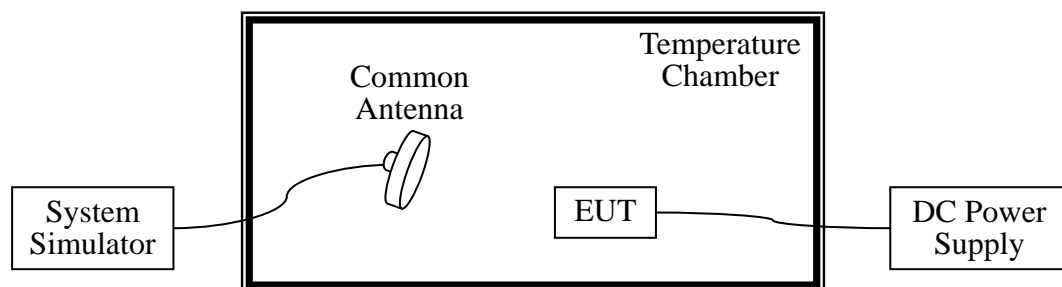 Temperature
Chamber
Common
Antenna
System
Simulator
EUT
DC Power
Supply